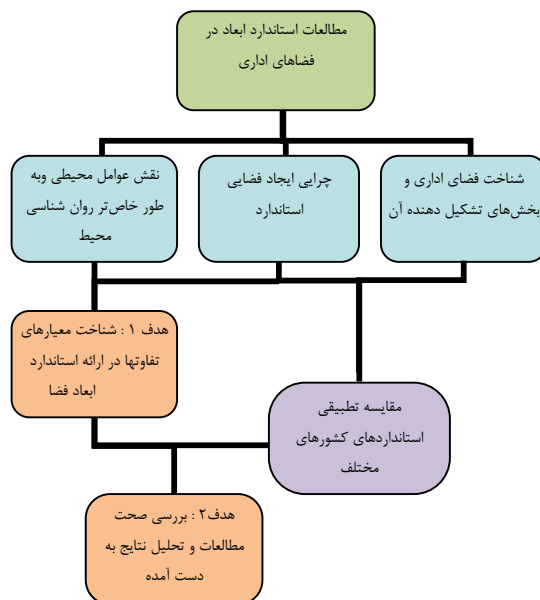 مطالعات استاندارد ابعاد در
فضاهای اداری
شناخت فضای اداری و
بخش‌های تشکیل دهنده آن
چرایی ایجاد فضایی
استاندارد
نقش عوامل محیطی وبه
طور خاص‌تر روان شناسی
محیط
هدف ۱ : شناخت معیارهای
تفاوتها در ارائه استاندارد
ابعاد فضا
مقایسه تطبیقی
استانداردهای کشورهای
مختلف
هدف۲ : بررسی صحت
مطالعات و تحلیل نتایج به
دست آمده